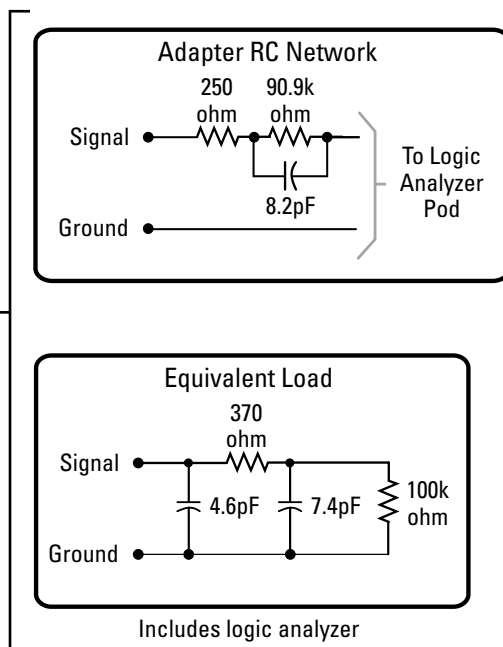 Adapter RC Network
250 ohm
90.9k ohm
Signal
8.2pF
Ground
To Logic
Analyzer
Pod
Equivalent Load
370
ohm
Signal
4.6pF
7.4pF
100k
ohm
Ground
Includes logic analyzer